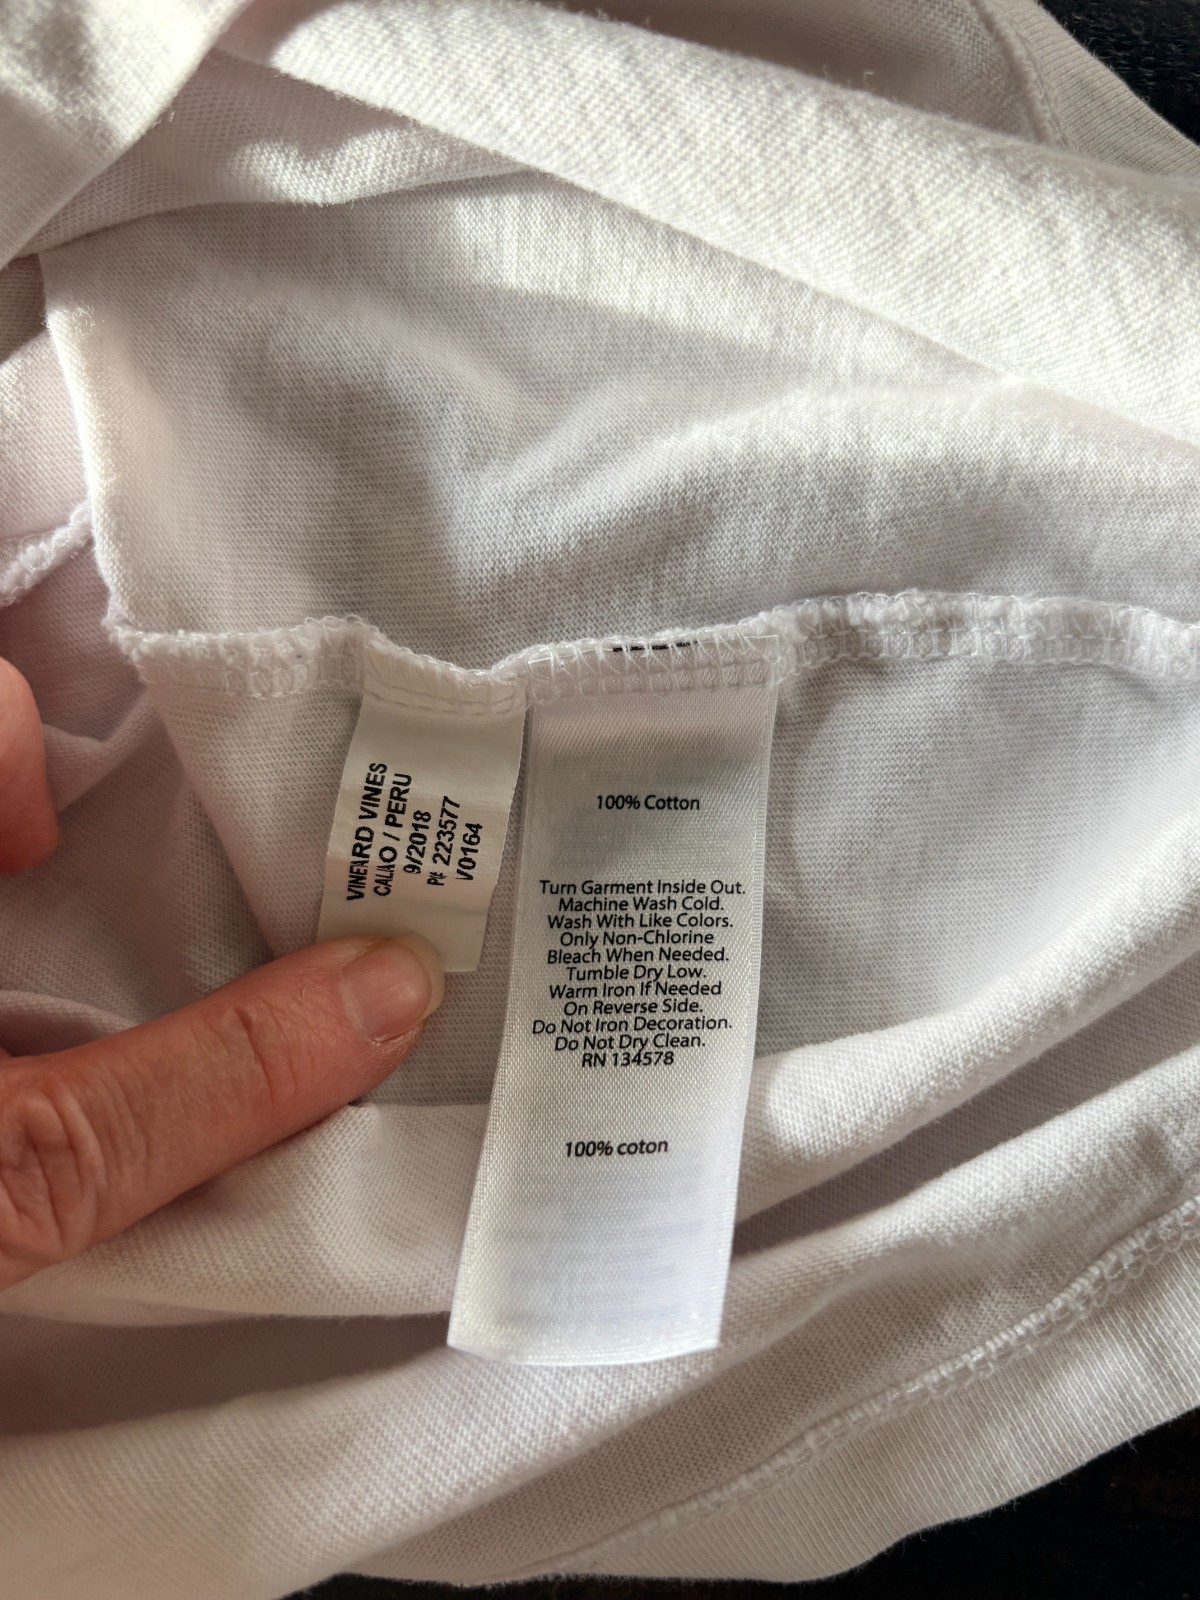 VINEYARD VINES
CALLAO / PERU
9/2018
P# 223577
V0164
100% Cotton
Turn Garment Inside Out.
Machine Wash Cold.
Wash With Like Colors.
Only Non-Chlorine
Bleach When Needed.
Tumble Dry Low.
Warm Iron If Needed
On Reverse Side.
Do Not Iron Decoration.
Do Not Dry Clean.
RN 134578
100% coton